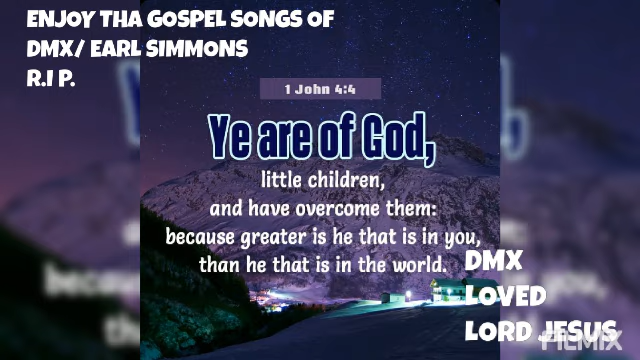 ENJOY THA GOSPEL SONGS OF
DMX/ EARL SIMMONS
R.I P.
1 John 4:4
Ye are of God,
little children,
and have overcome them:
because greater is he that is in you,
than he that is in the world.
DMX
LOVED
LORD JESUS
FILMIX